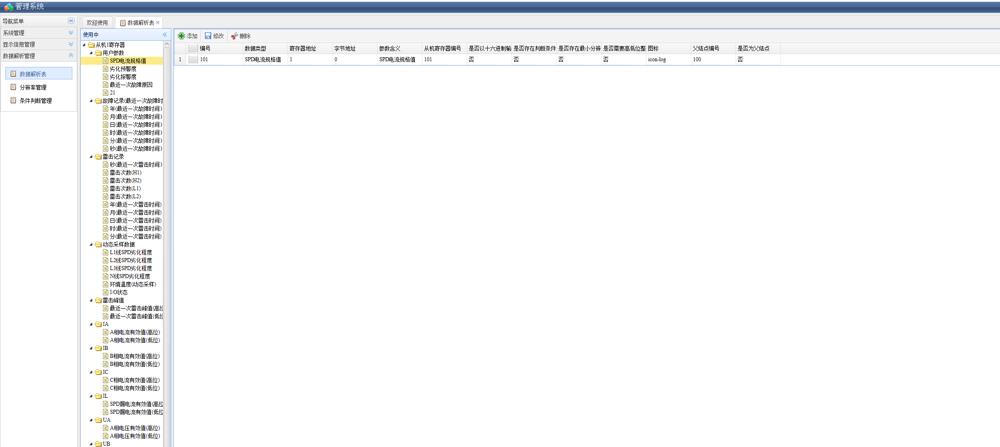 管理系统
导航菜单
系统管理
显示信息管理
数据解析管理
数据解析表
分辨率管理
条件判断管理
欢迎使用
数据解析表
使用中
从机1寄存器
用户参数
SPD电流规格值
劣化预警度
劣化报警度
最近一次故障原因
21
故障记录(最近一次故障时
年(最近一次故障时间)
月(最近一次故障时间)
日(最近一次故障时间)
时(最近一次故障时间)
分(最近一次故障时间)
秒(最近一次故障时间)
雷击记录
秒(最近一次雷击时间)
雷击次数(H1)
雷击次数(H2)
雷击次数(L1)
雷击次数(L2)
年(最近一次雷击时间)
月(最近一次雷击时间)
日(最近一次雷击时间)
时(最近一次雷击时间)
分(最近一次雷击时间)
动态采样数据
L1线SPD劣化程度
L2线SPD劣化程度
L3线SPD劣化程度
N线SPD劣化程度
环境温度(动态采样)
I/O状态
雷击峰值
最近一次雷击峰值(高位
最近一次雷击峰值(低位
IA
A相电流有效值(高位)
A相电流有效值(低位)
IB
B相电流有效值(高位)
B相电流有效值(低位)
IC
C相电流有效值(高位)
C相电流有效值(低位)
IL
SPD漏电流有效值(高位
SPD漏电流有效值(低位
UA
A相电压有效值(高位)
A相电压有效值(低位)
UB
添加 修改 删除
编号 数据类型 寄存器地址 字节地址 参数含义 从机寄存器编号 是否以十六进制输 是否存在判断条件 是否存在最小分辨 是否需要高低位整 图标 父结点编号 是否为父结点
1 101 SPD电流规格值 1 0 SPD电流规格值 101 否 否 否 否 icon-log 100 否